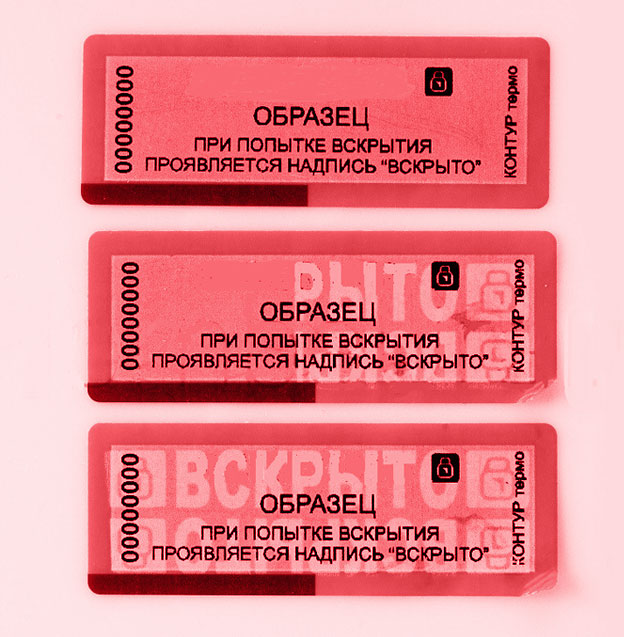 00000000
ОБРАЗЕЦ
ПРИ ПОПЫТКЕ ВСКРЫТИЯ
ПРОЯВЛЯЕТСЯ НАДПИСЬ “ВСКРЫТО”
КОНТУР термо
00000000
РЫТО
ОБРАЗЕЦ
ПРИ ПОПЫТКЕ ВСКРЫТИЯ
ПРОЯВЛЯЕТСЯ НАДПИСЬ “ВСКРЫТО”
КОНТУР термо
00000000
ВСКРЫТО
ОБРАЗЕЦ
ПРИ ПОПЫТКЕ ВСКРЫТИЯ
ПРОЯВЛЯЕТСЯ НАДПИСЬ “ВСКРЫТО”
КОНТУР термо